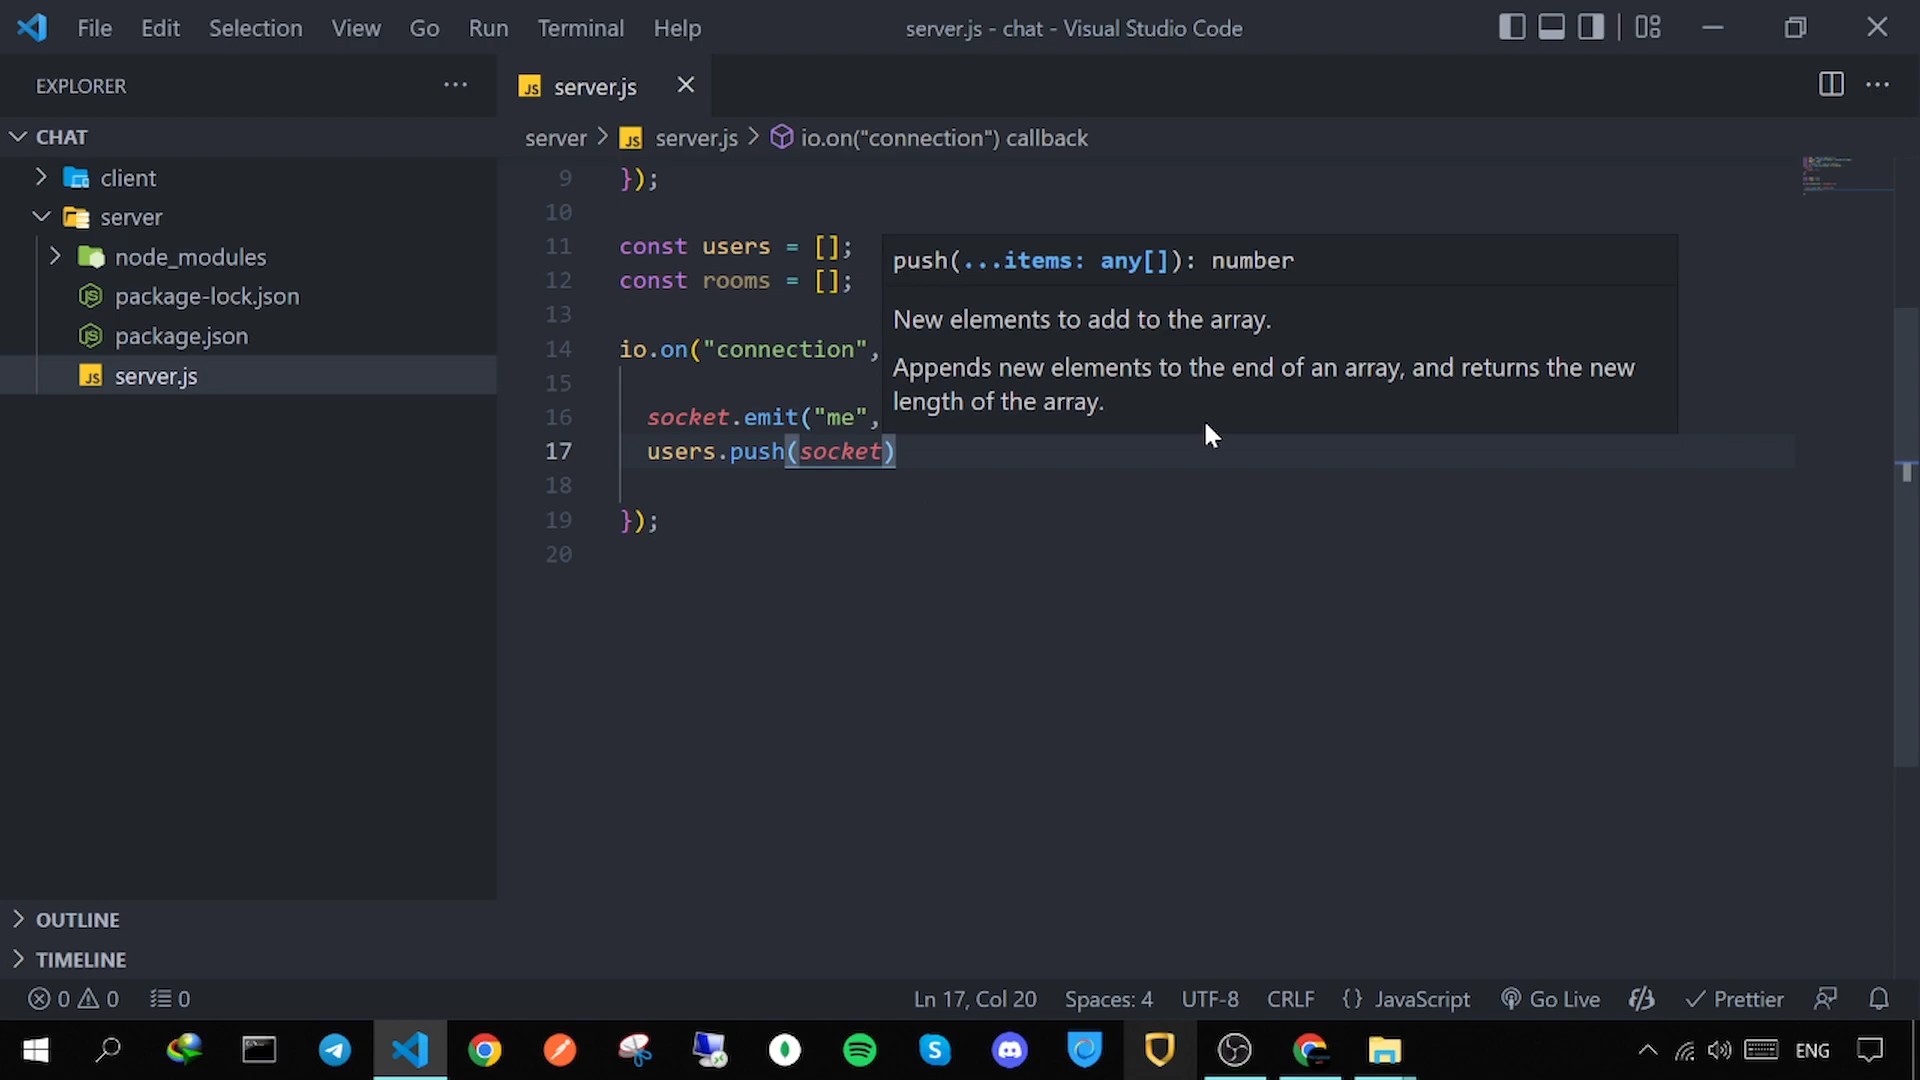 File Edit Selection View Go Run Terminal Help
server.js - chat - Visual Studio Code
EXPLORER
JS server.js
CHAT
server > JS server.js > io.on("connection") callback
client
server
node_modules
package-lock.json
package.json
JS server.js
9 });
10
11 const users = [];
12 const rooms = [];
13
14 io.on("connection",
15
16 socket.emit("me",
17 users.push(socket)
18
19 });
20
push(...items: any[]): number
New elements to add to the array.
Appends new elements to the end of an array, and returns the new
length of the array.
OUTLINE
TIMELINE
0 0 0
Ln 17, Col 20 Spaces: 4 UTF-8 CRLF {} JavaScript Go Live Prettier
ENG